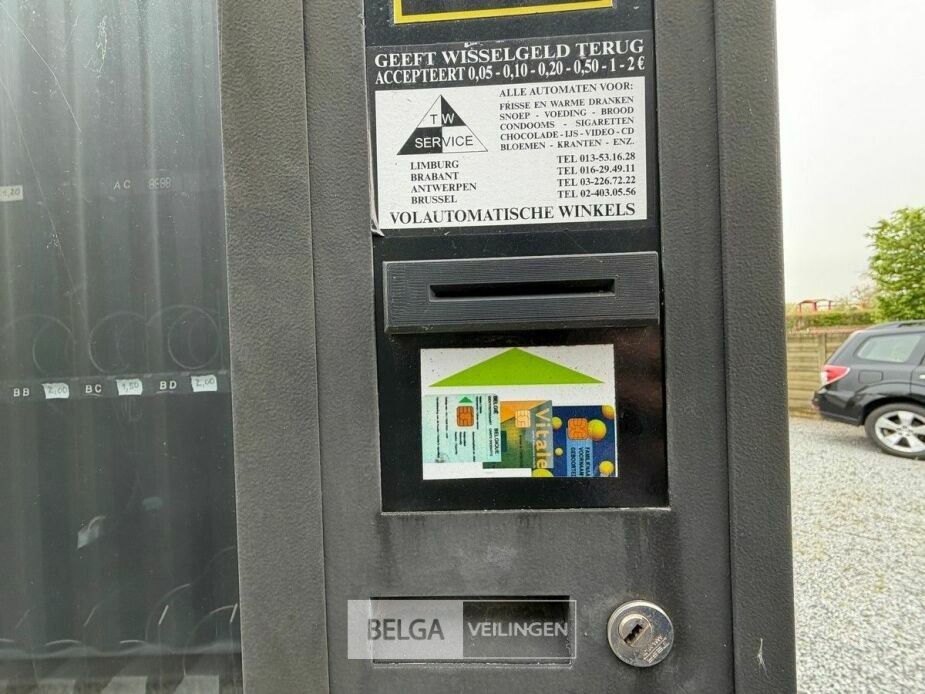 GEEFT WISSELGELD TERUG
ACCEPTEERT 0,05 - 0,10 - 0,20 - 0,50 - 1 - 2 €
ALLE AUTOMATEN VOOR:
FRISSE EN WARME DRANKEN
SNOEP - VOEDING - BROOD
CONDOOMS - SIGARETTEN
CHOCOLADE - IJS - VIDEO - CD
BLOEMEN - KRANTEN - ENZ.
T W
SERVICE
LIMBURG TEL 013-53.16.28
BRABANT TEL 016-29.49.11
ANTWERPEN TEL 03-226.72.22
BRUSSEL TEL 02-403.05.56
VOLAUTOMATISCHE WINKELS
1,20
AC
BB 2,00 BC 1,50 BD 2,00
BELGIË
BELGIQUE
Vitale
BELGA VEILINGEN